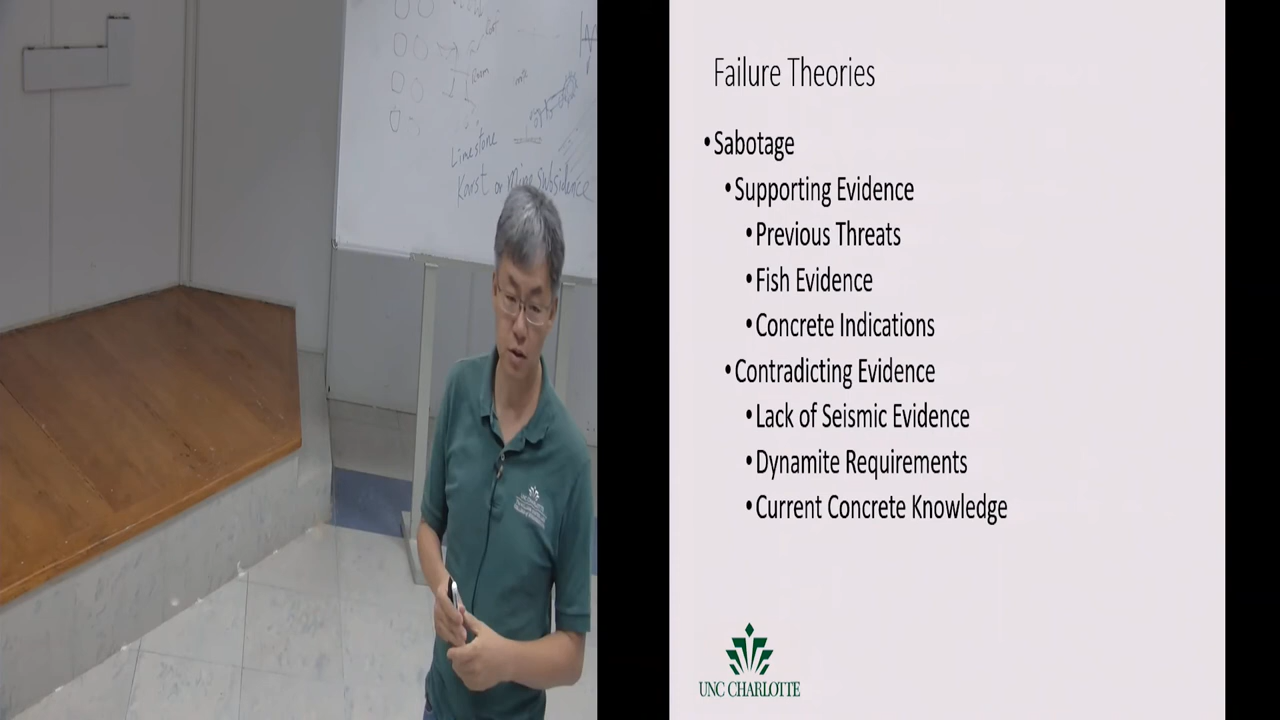 Room
Limestone
Karst or Mine Subsidence
Failure Theories
•Sabotage
•Supporting Evidence
•Previous Threats
•Fish Evidence
•Concrete Indications
•Contradicting Evidence
•Lack of Seismic Evidence
•Dynamite Requirements
•Current Concrete Knowledge
UNC CHARLOTTE